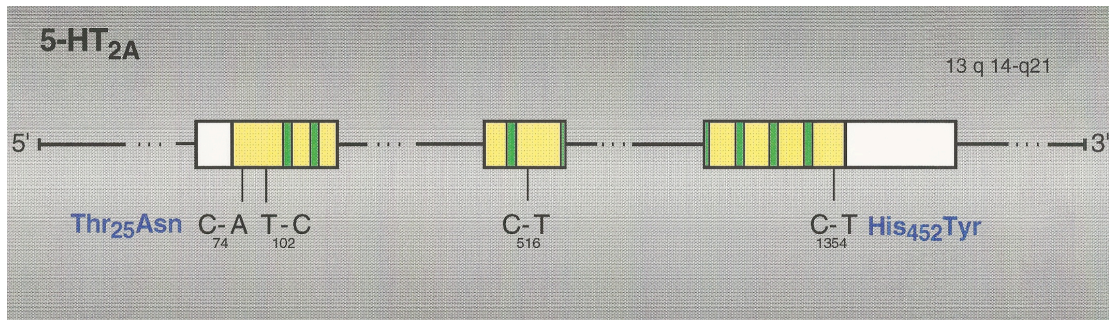 5-HT2A
13 q 14-q21
5' 3'
Thr25Asn C-A T-C C-T C-T His452Tyr
74 102 516 1354